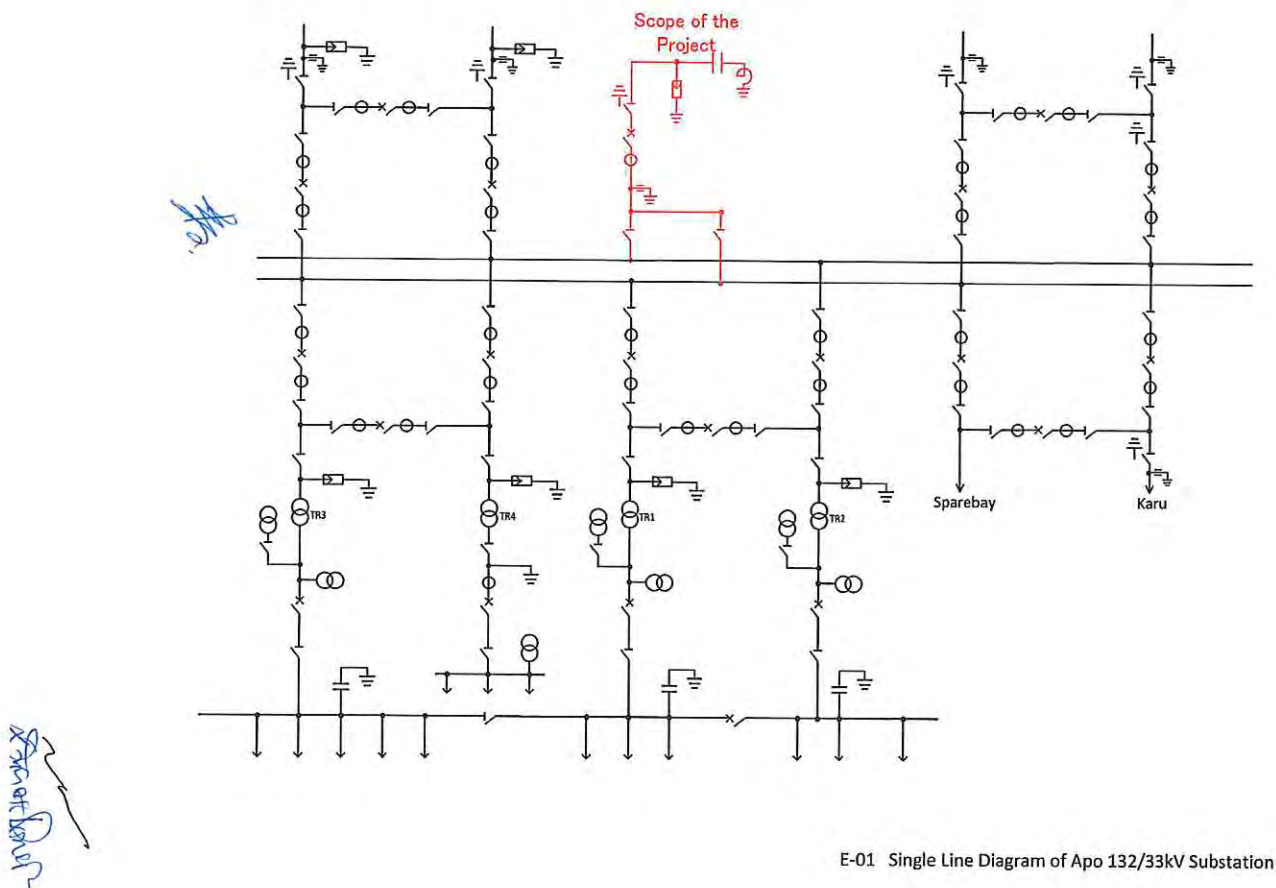 Scope of the
Project
Sparebay
Karu
TR3
TR4
TR1
TR2
E-01 Single Line Diagram of Apo 132/33kV Substation